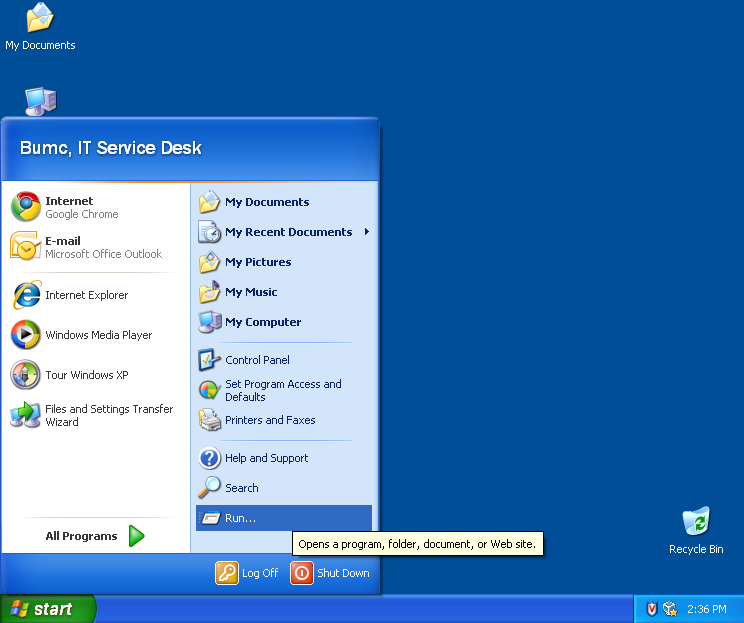 My Documents
Bumc, IT Service Desk
Internet
Google Chrome
E-mail
Microsoft Office Outlook
Internet Explorer
Windows Media Player
Tour Windows XP
Files and Settings Transfer
Wizard
All Programs
My Documents
My Recent Documents
My Pictures
My Music
My Computer
Control Panel
Set Program Access and
Defaults
Printers and Faxes
Help and Support
Search
Run...
Opens a program, folder, document, or Web site.
Log Off
Shut Down
Recycle Bin
start
2:36 PM